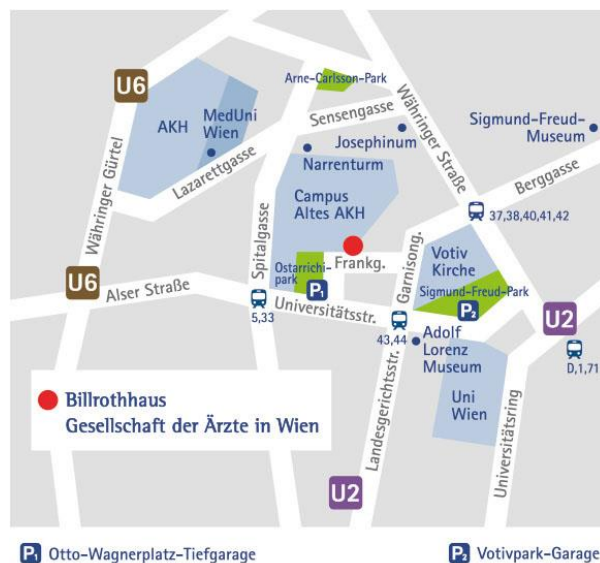 U6
Arne-Carlsson-Park
AKH
MedUni
Wien
Sensengasse
Währinger Straße
Sigmund-Freud-
Museum
Josephinum
Narrenturm
Lazarettgasse
Währinger Gürtel
Campus
Altes AKH
Berggasse
37,38,40,41,42
Spitalgasse
Garnisong.
Votiv
Kirche
Ostarrichi-
park
Frankg.
U6
Alser Straße
P1
Sigmund-Freud-Park
P2
5,33
Universitätsstr.
U2
43,44
Adolf
Lorenz
Museum
D,1,71
Billrothhaus
Gesellschaft der Ärzte in Wien
Landesgerichtsstr.
Uni
Wien
Universitätsring
U2
P1 Otto-Wagnerplatz-Tiefgarage
P2 Votivpark-Garage